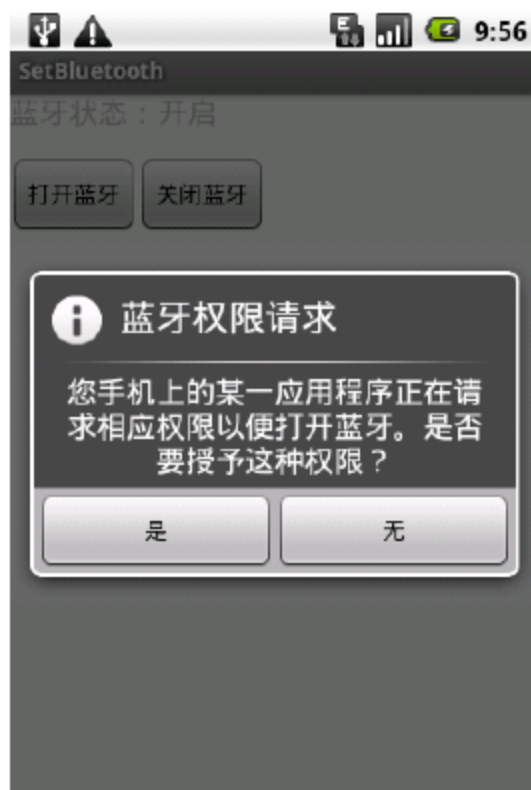 9:56
SetBluetooth
蓝牙状态：开启
打开蓝牙 关闭蓝牙
蓝牙权限请求
您手机上的某一应用程序正在请
求相应权限以便打开蓝牙。是否
要授予这种权限？
是 无